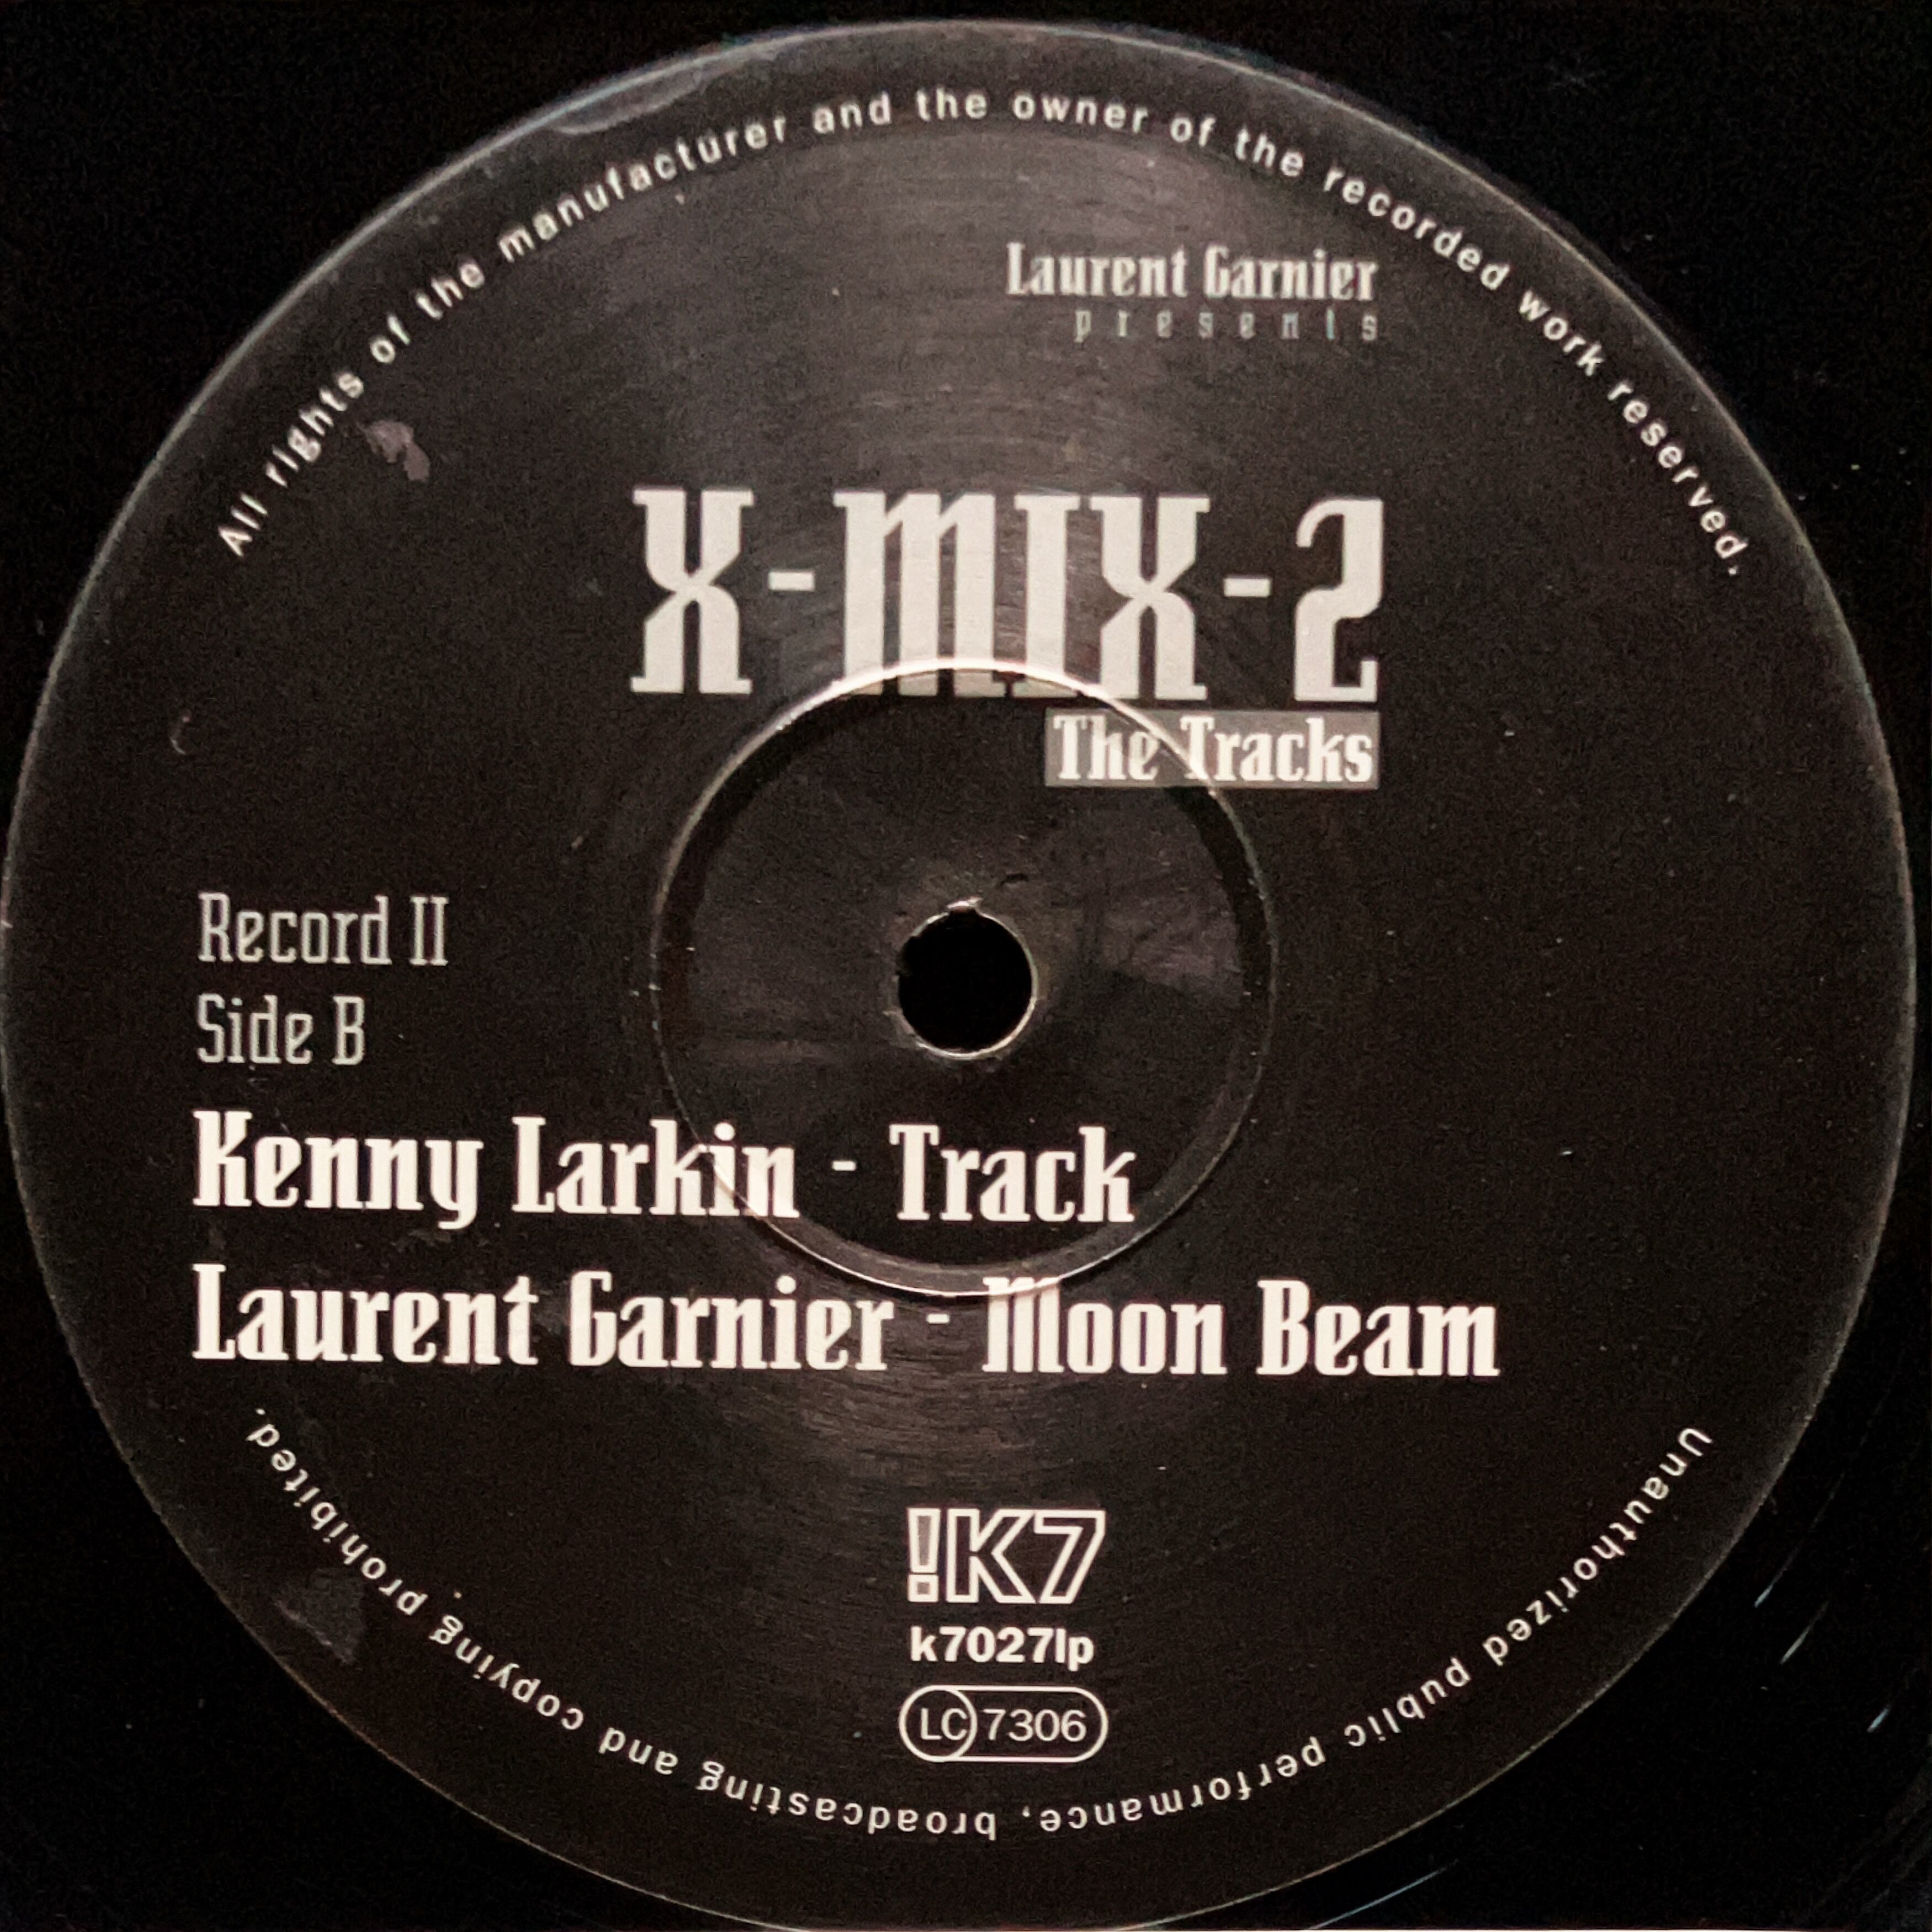 All rights of the manufacturer and the owner of the recorded work reserved.
Laurent Garnier
presents
X-MIX-2
The Tracks
Record II
Side B
Kenny Larkin - Track
Laurent Garnier - Moon Beam
!K7
k7027lp
LC 7306
Unauthorized public performance, broadcasting and copying prohibited.